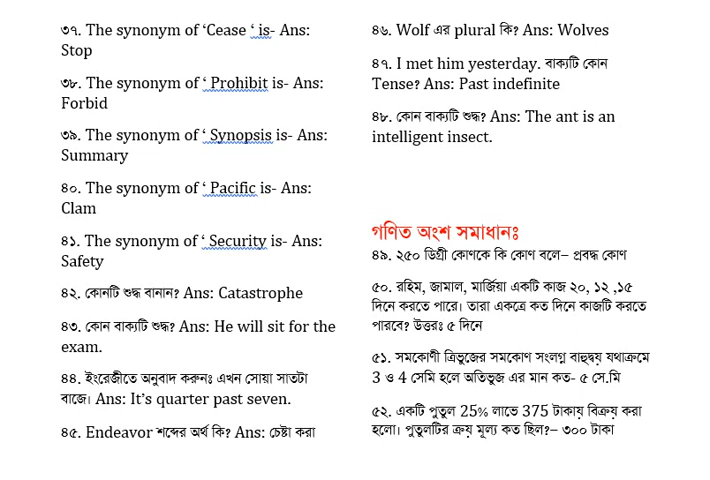 ৩৭. The synonym of ‘Cease ‘ is- Ans:
Stop
৩৮. The synonym of ‘ Prohibit is- Ans:
Forbid
৩৯. The synonym of ‘ Synopsis is- Ans:
Summary
৪০. The synonym of ‘ Pacific is- Ans:
Clam
৪১. The synonym of ‘ Security is- Ans:
Safety
৪২. কোনটি শুদ্ধ বানান? Ans: Catastrophe
৪৩. কোন বাক্যটি শুদ্ধ? Ans: He will sit for the
exam.
৪৪. ইংরেজীতে অনুবাদ করুনঃ এখন সোয়া সাতটা
বাজে। Ans: It’s quarter past seven.
৪৫. Endeavor শব্দের অর্থ কি? Ans: চেষ্টা করা
৪৬. Wolf এর plural কি? Ans: Wolves
৪৭. I met him yesterday. বাক্যটি কোন
Tense? Ans: Past indefinite
৪৮. কোন বাক্যটি শুদ্ধ? Ans: The ant is an
intelligent insect.
গণিত অংশ সমাধানঃ
৪৯. ২৫০ ডিগ্রী কোণকে কি কোণ বলে– প্রবদ্ধ কোণ
৫০. রহিম, জামাল, মার্জিয়া একটি কাজ ২০, ১২ ,১৫
দিনে করতে পারে। তারা একত্রে কত দিনে কাজটি করতে
পারবে? উত্তরঃ ৫ দিনে
৫১. সমকোণী ত্রিভুজের সমকোণ সংলগ্ন বাহুদ্বয় যথাক্রমে
3 ও 4 সেমি হলে অতিভুজ এর মান কত- ৫ সে.মি
৫২. একটি পুতুল 25% লাভে 375 টাকায় বিক্রয় করা
হলো। পুতুলটির ক্রয় মূল্য কত ছিল?– ৩০০ টাকা